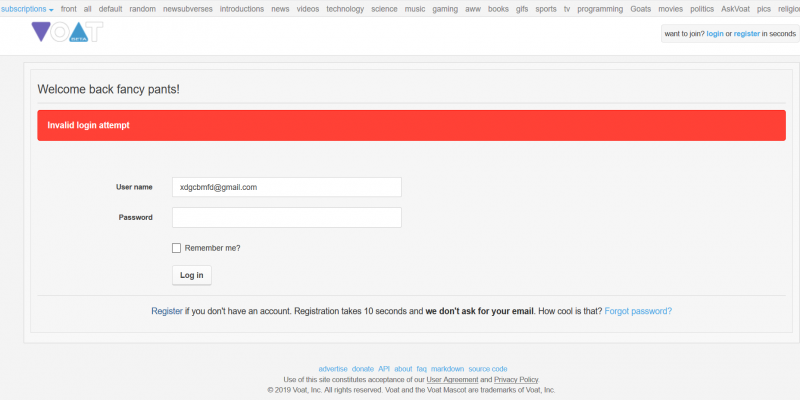 subscriptions front all default random newsubverses introductions news videos technology science music gaming aww books gifs sports tv programming Goats movies politics AskVoat pics religio
VOAT
BETA
want to join? login or register in seconds
Welcome back fancy pants!
Invalid login attempt
User name xdgcbmfd@gmail.com
Password
Remember me?
Log in
Register if you don't have an account. Registration takes 10 seconds and we don't ask for your email. How cool is that? Forgot password?
advertise donate API about faq markdown source code
Use of this site constitutes acceptance of our User Agreement and Privacy Policy.
© 2019 Voat, Inc. All rights reserved. Voat and the Voat Mascot are trademarks of Voat, Inc.